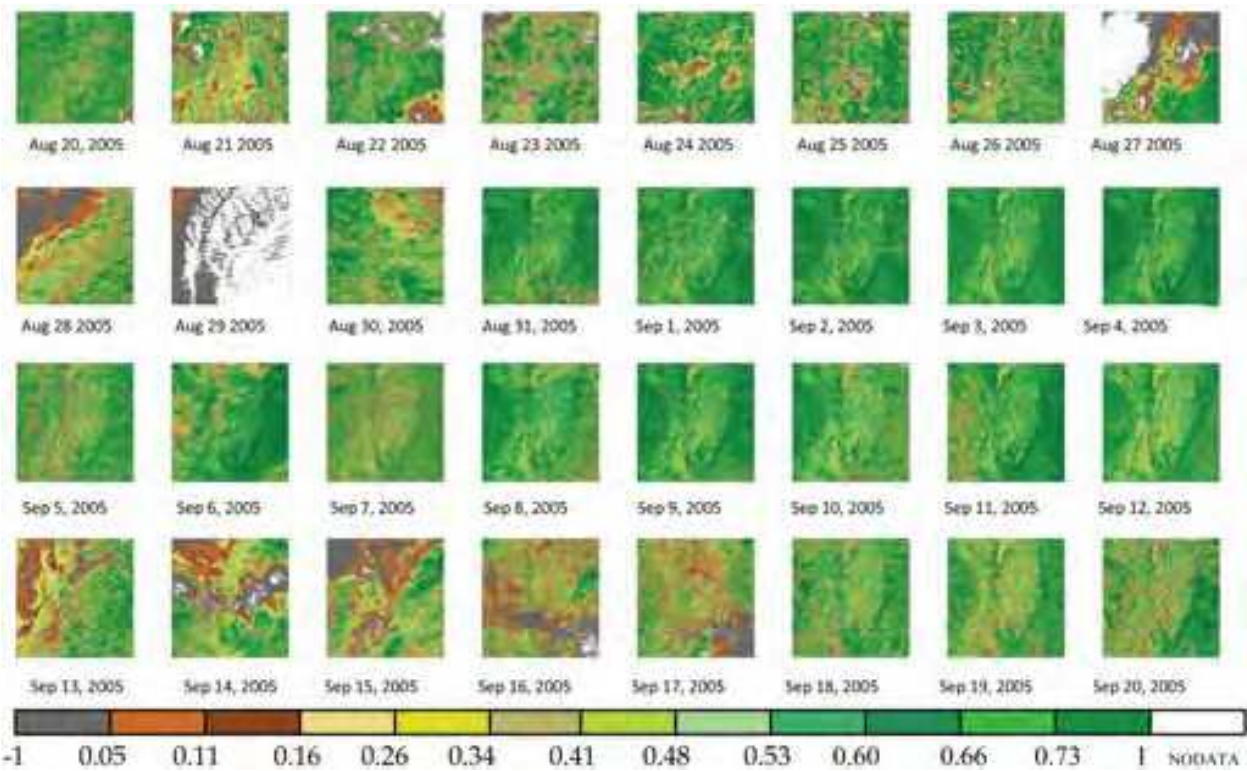 Aug 20, 2005 Aug 21 2005 Aug 22 2005 Aug 23 2005 Aug 24 2005 Aug 25 2005 Aug 26 2005 Aug 27 2005
Aug 28 2005 Aug 29 2005 Aug 30, 2005 Aug 31, 2005 Sep 1, 2005 Sep 2, 2005 Sep 3, 2005 Sep 4, 2005
Sep 5, 2005 Sep 6, 2005 Sep 7, 2005 Sep 8, 2005 Sep 9, 2005 Sep 10, 2005 Sep 11, 2005 Sep 12, 2005
Sep 13, 2005 Sep 14, 2005 Sep 15, 2005 Sep 16, 2005 Sep 17, 2005 Sep 18, 2005 Sep 19, 2005 Sep 20, 2005
-1 0.05 0.11 0.16 0.26 0.34 0.41 0.48 0.53 0.60 0.66 0.73 1 NODATA